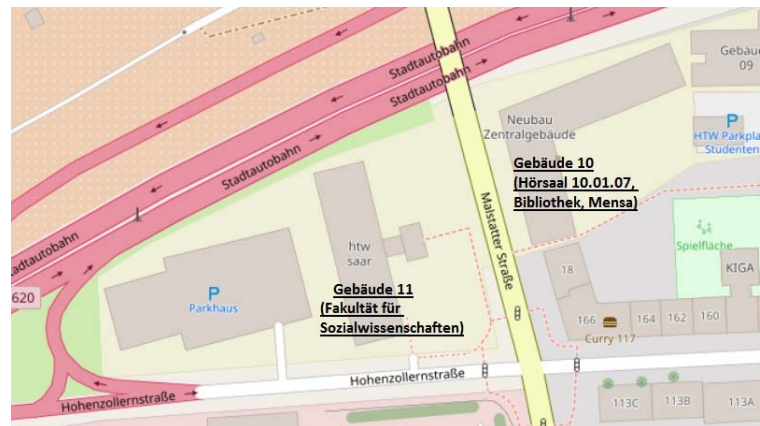 Gebäude
09
Stadtautobahn
Stadtautobahn
Neubau
Zentralgebäude
P
HTW Parkpla
Studenten
Stadtautobahn
Gebäude 10
(Hörsaal 10.01.07,
Bibliothek, Mensa)
Malstatter Straße
htw
saar
Spielfläche
tadtautobahn
18
KIGA
620
P
Parkhaus
Gebäude 11
(Fakultät für
Sozialwissenschaften)
166
164
162
160
Curry 117
Hohenzollernstraße
Hohenzollernstraße
113C
113B
113A